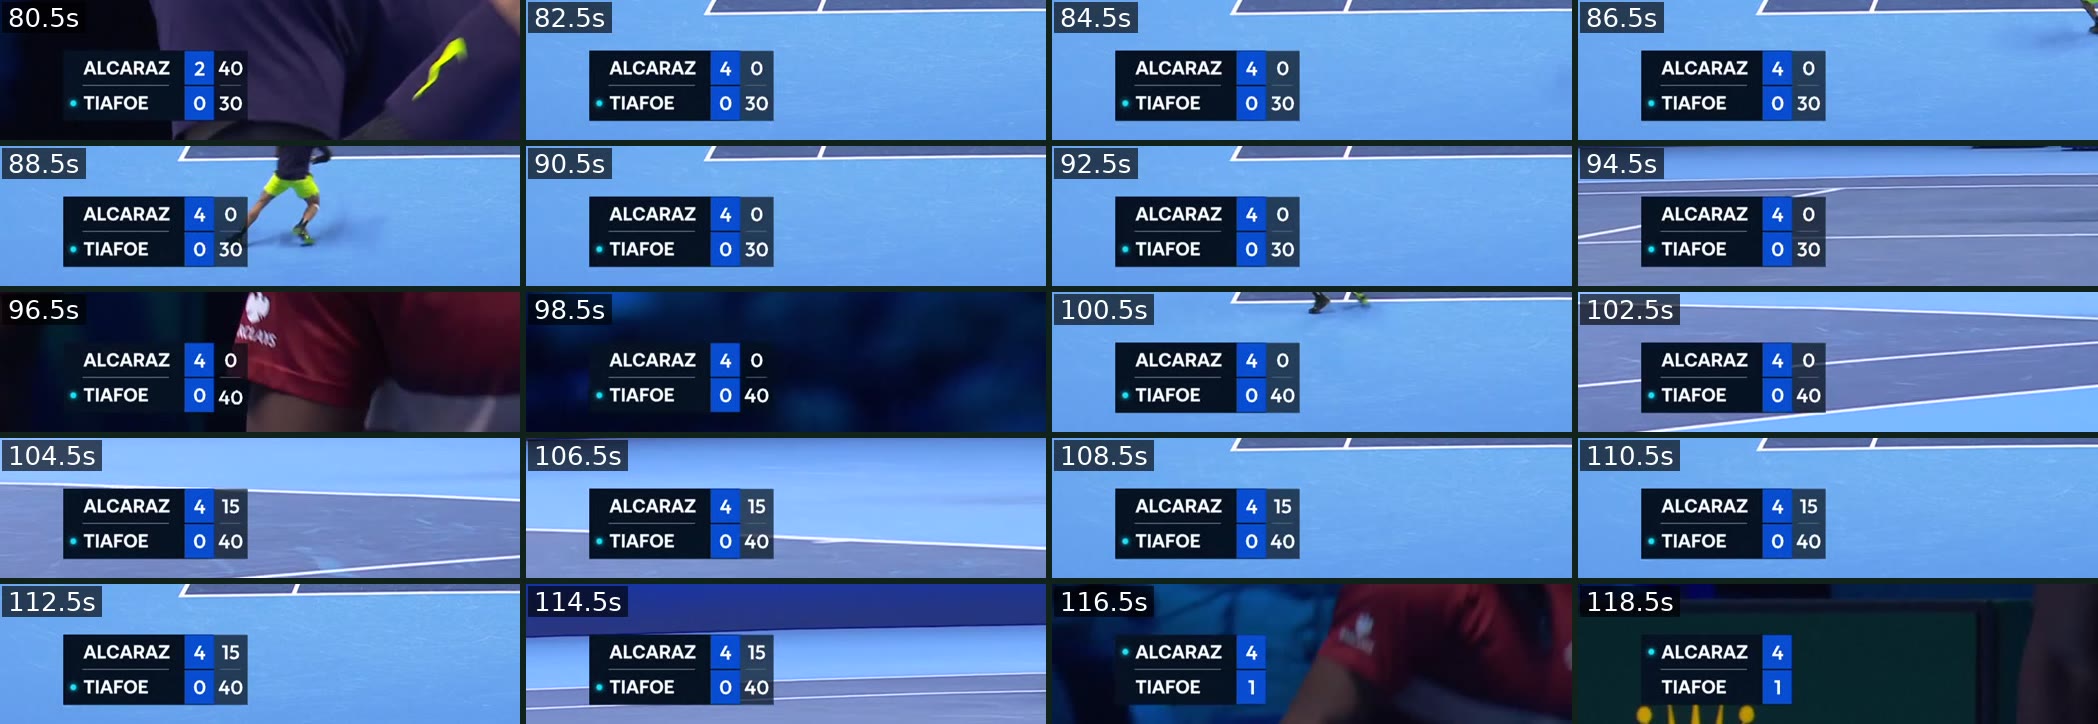 80.5s
ALCARAZ 2 40
TIAFOE 0 30
82.5s
ALCARAZ 4 0
TIAFOE 0 30
84.5s
ALCARAZ 4 0
TIAFOE 0 30
86.5s
ALCARAZ 4 0
TIAFOE 0 30
88.5s
ALCARAZ 4 0
TIAFOE 0 30
90.5s
ALCARAZ 4 0
TIAFOE 0 30
92.5s
ALCARAZ 4 0
TIAFOE 0 30
94.5s
ALCARAZ 4 0
TIAFOE 0 30
96.5s
ALCARAZ 4 0
TIAFOE 0 40
98.5s
ALCARAZ 4 0
TIAFOE 0 40
100.5s
ALCARAZ 4 0
TIAFOE 0 40
102.5s
ALCARAZ 4 0
TIAFOE 0 40
104.5s
ALCARAZ 4 15
TIAFOE 0 40
106.5s
ALCARAZ 4 15
TIAFOE 0 40
108.5s
ALCARAZ 4 15
TIAFOE 0 40
110.5s
ALCARAZ 4 15
TIAFOE 0 40
112.5s
ALCARAZ 4 15
TIAFOE 0 40
114.5s
ALCARAZ 4 15
TIAFOE 0 40
116.5s
ALCARAZ 4
TIAFOE 1
118.5s
ALCARAZ 4
TIAFOE 1